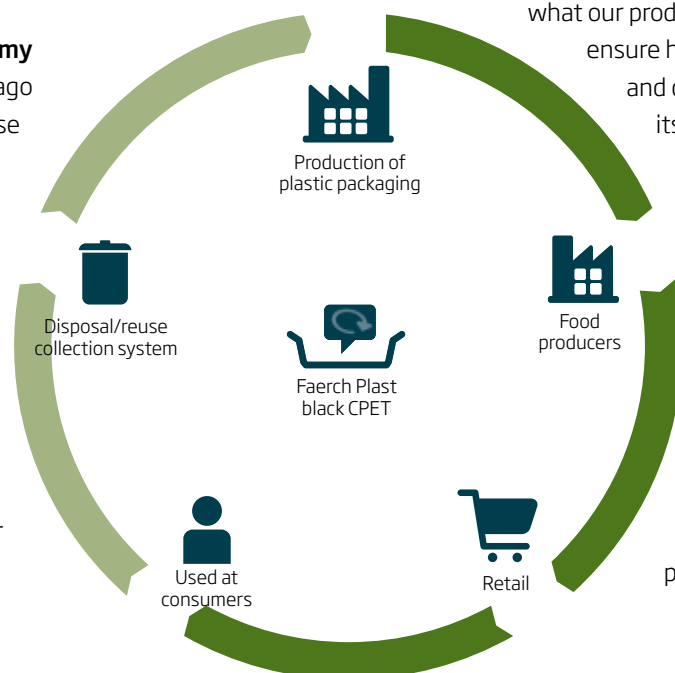 what our prod
ensure h
and
its
my
ago
se
Production of
plastic packaging
Food
producers
Disposal/reuse
collection system
Faerch Plast
black CPET
Used at
consumers
Retail
p